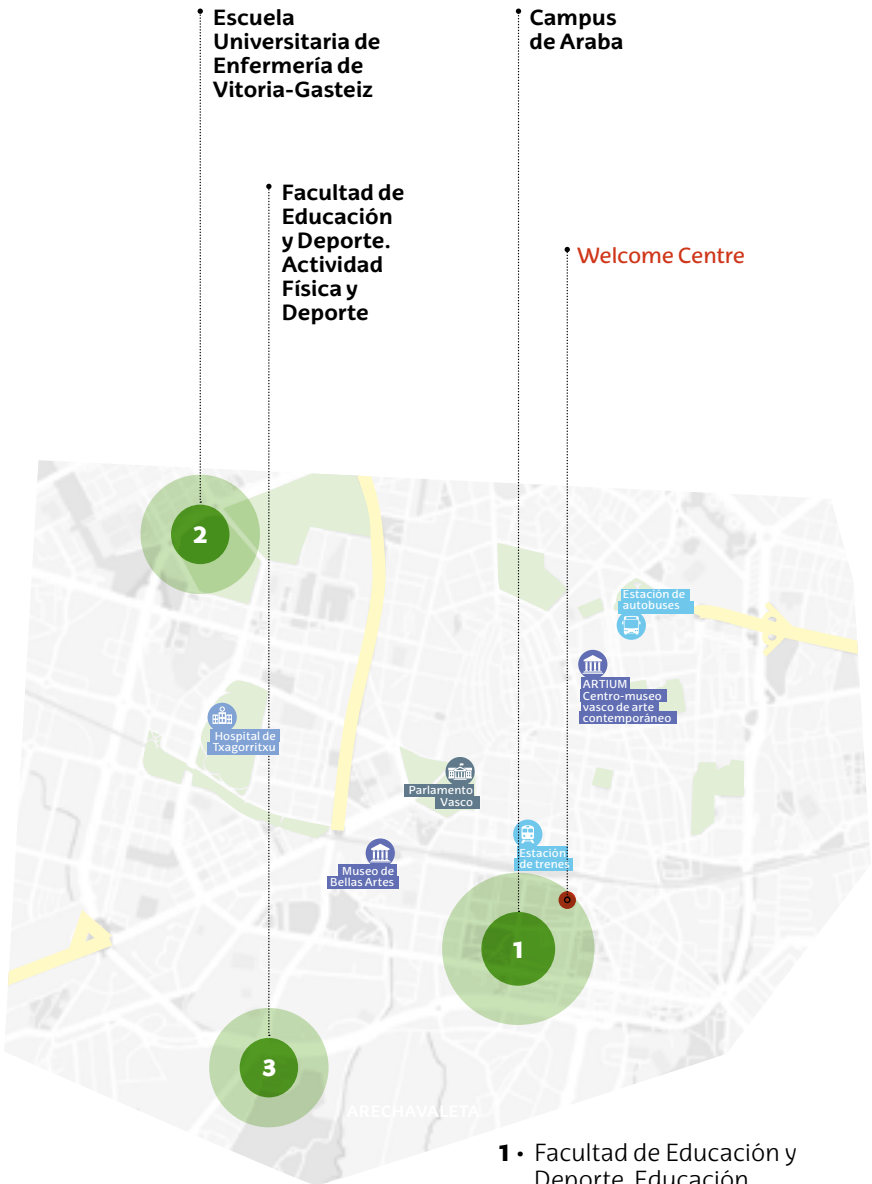 Escuela
Universitaria de
Enfermería de
Vitoria-Gasteiz
Campus
de Araba
Facultad de
Educación
y Deporte.
Actividad
Física y
Deporte
Welcome Centre
2
Estación de
autobuses
ARTIUM
Centro-museo
vasco de arte
contemporáneo
Hospital de
Txagorritxu
Parlamento
Vasco
Estación
de trenes
Museo de
Bellas Artes
1
3
ARECHAVALETA
1 • Facultad de Educación y
Deporte. Educación